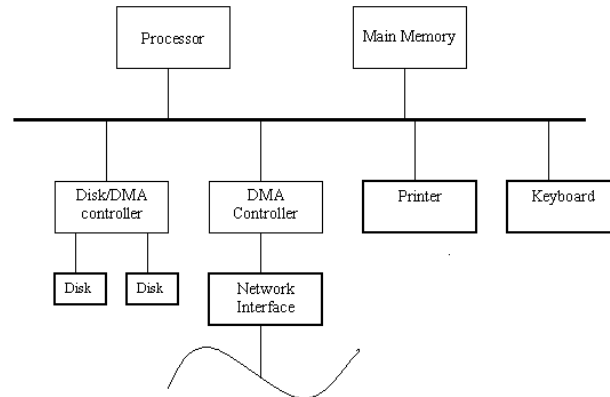 Processor
Main Memory
Disk/DMA
controller
DMA
Controller
Printer
Keyboard
Disk
Disk
Network
Interface